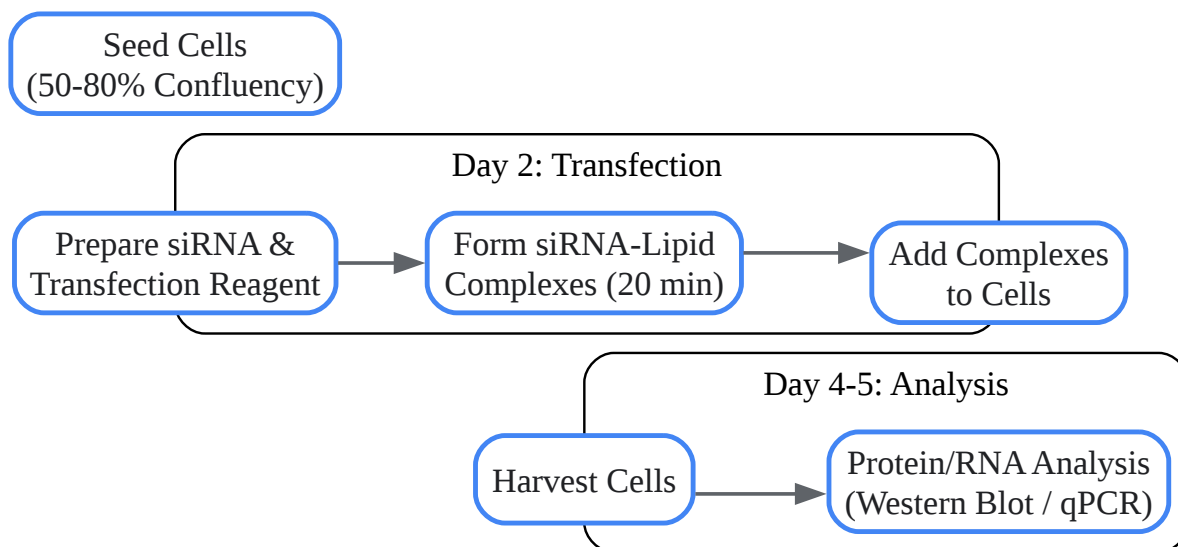 Seed Cells
(50-80% Confluency)
Day 2: Transfection
Prepare siRNA &
Transfection Reagent
Form siRNA-Lipid
Complexes (20 min)
Add Complexes
to Cells
Day 4-5: Analysis
Harvest Cells
Protein/RNA Analysis
(Western Blot / qPCR)